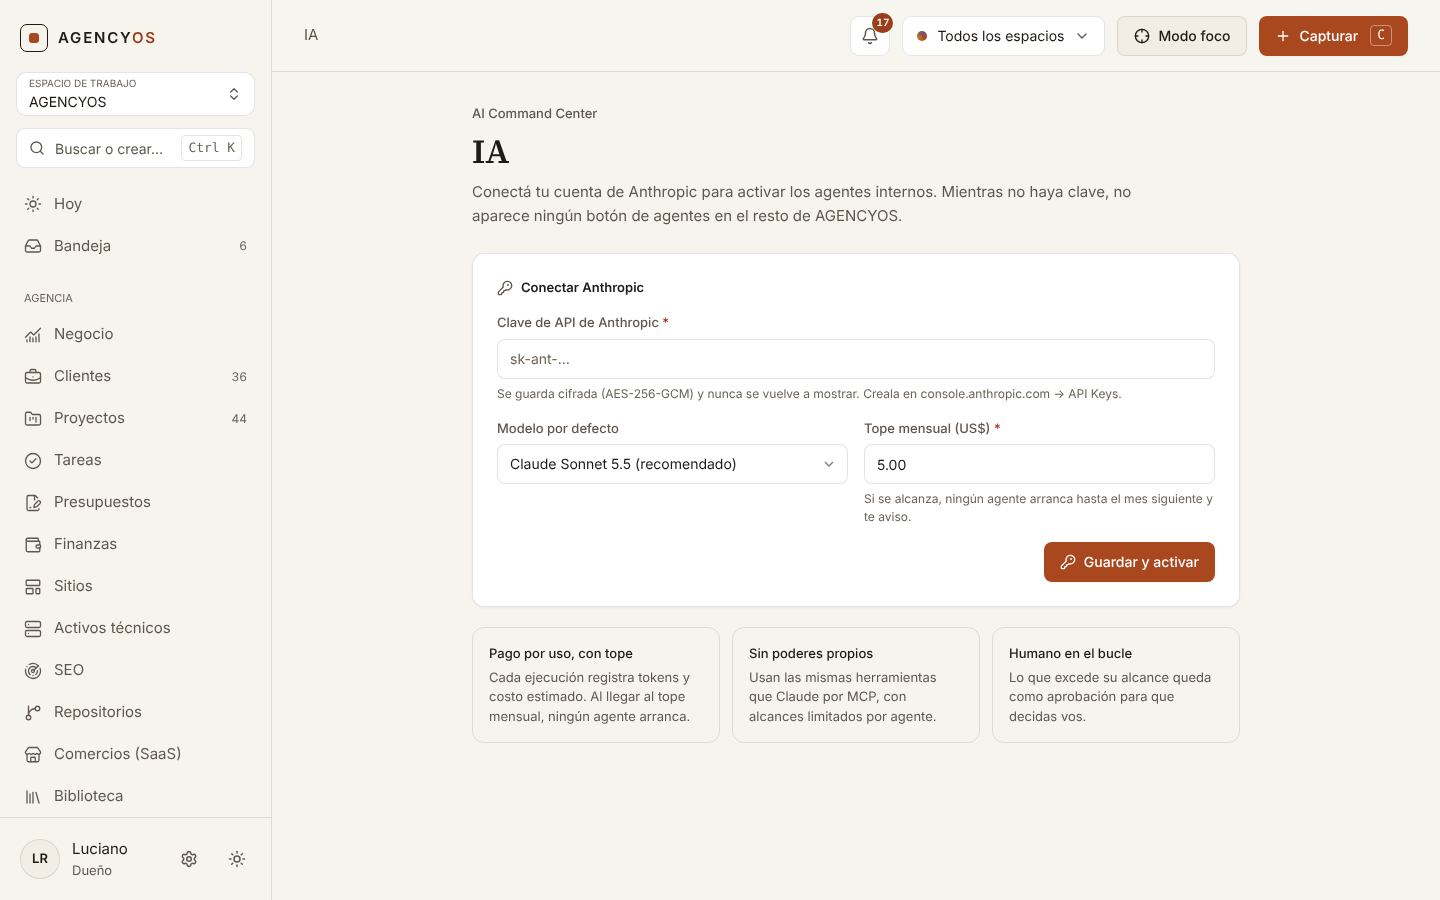 AGENCYOS
ESPACIO DE TRABAJO
AGENCYOS
Buscar o crear...
Ctrl K
Hoy
Bandeja
6
AGENCIA
Negocio
Clientes
36
Proyectos
44
Tareas
Presupuestos
Finanzas
Sitios
Activos técnicos
SEO
Repositorios
Comercios (SaaS)
Biblioteca
LR
Luciano
Dueño
IA
17
Todos los espacios
Modo foco
Capturar
C
AI Command Center
IA
Conectá tu cuenta de Anthropic para activar los agentes internos. Mientras no haya clave, no
aparece ningún botón de agentes en el resto de AGENCYOS.
Conectar Anthropic
Clave de API de Anthropic *
sk-ant-...
Se guarda cifrada (AES-256-GCM) y nunca se vuelve a mostrar. Creala en console.anthropic.com → API Keys.
Modelo por defecto
Claude Sonnet 5.5 (recomendado)
Tope mensual (US$) *
5.00
Si se alcanza, ningún agente arranca hasta el mes siguiente y
te aviso.
Guardar y activar
Pago por uso, con tope
Cada ejecución registra tokens y
costo estimado. Al llegar al tope
mensual, ningún agente arranca.
Sin poderes propios
Usan las mismas herramientas
que Claude por MCP, con
alcances limitados por agente.
Humano en el bucle
Lo que excede su alcance queda
como aprobación para que
decidas vos.